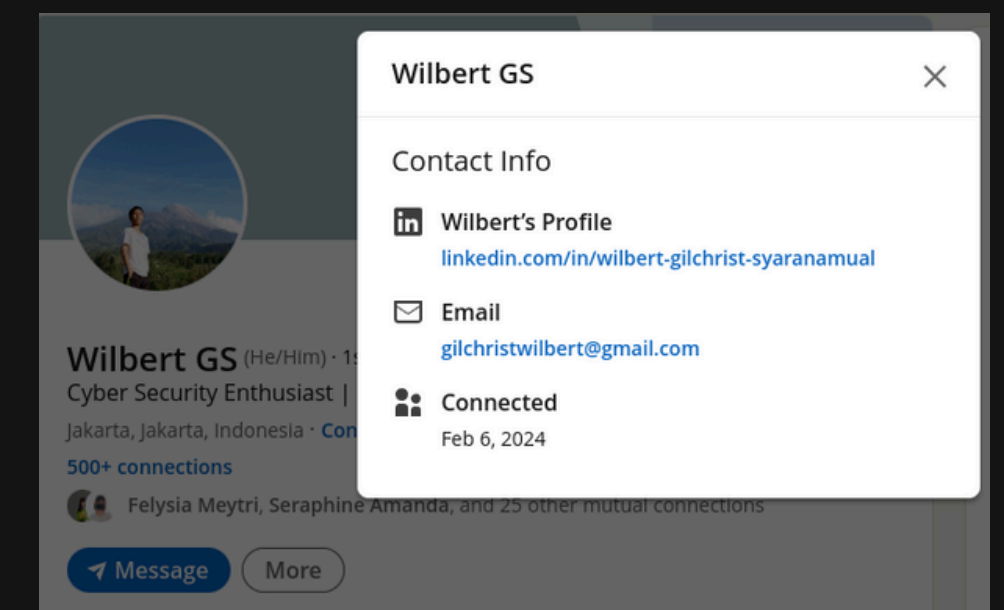 Wilbert GS
Contact Info
in
Wilbert's Profile
linkedin.com/in/wilbert-gilchrist-syaranamual
Email
gilchristwilbert@gmail.com
Connected
Feb 6, 2024
Wilbert GS (He/Him) ·
Cyber Security Enthusiast |
Jakarta, Jakarta, Indonesia ·
500+ connections
Felysia Meytri, Seraphine Amanda, and 25 other mutual connections
Message
More